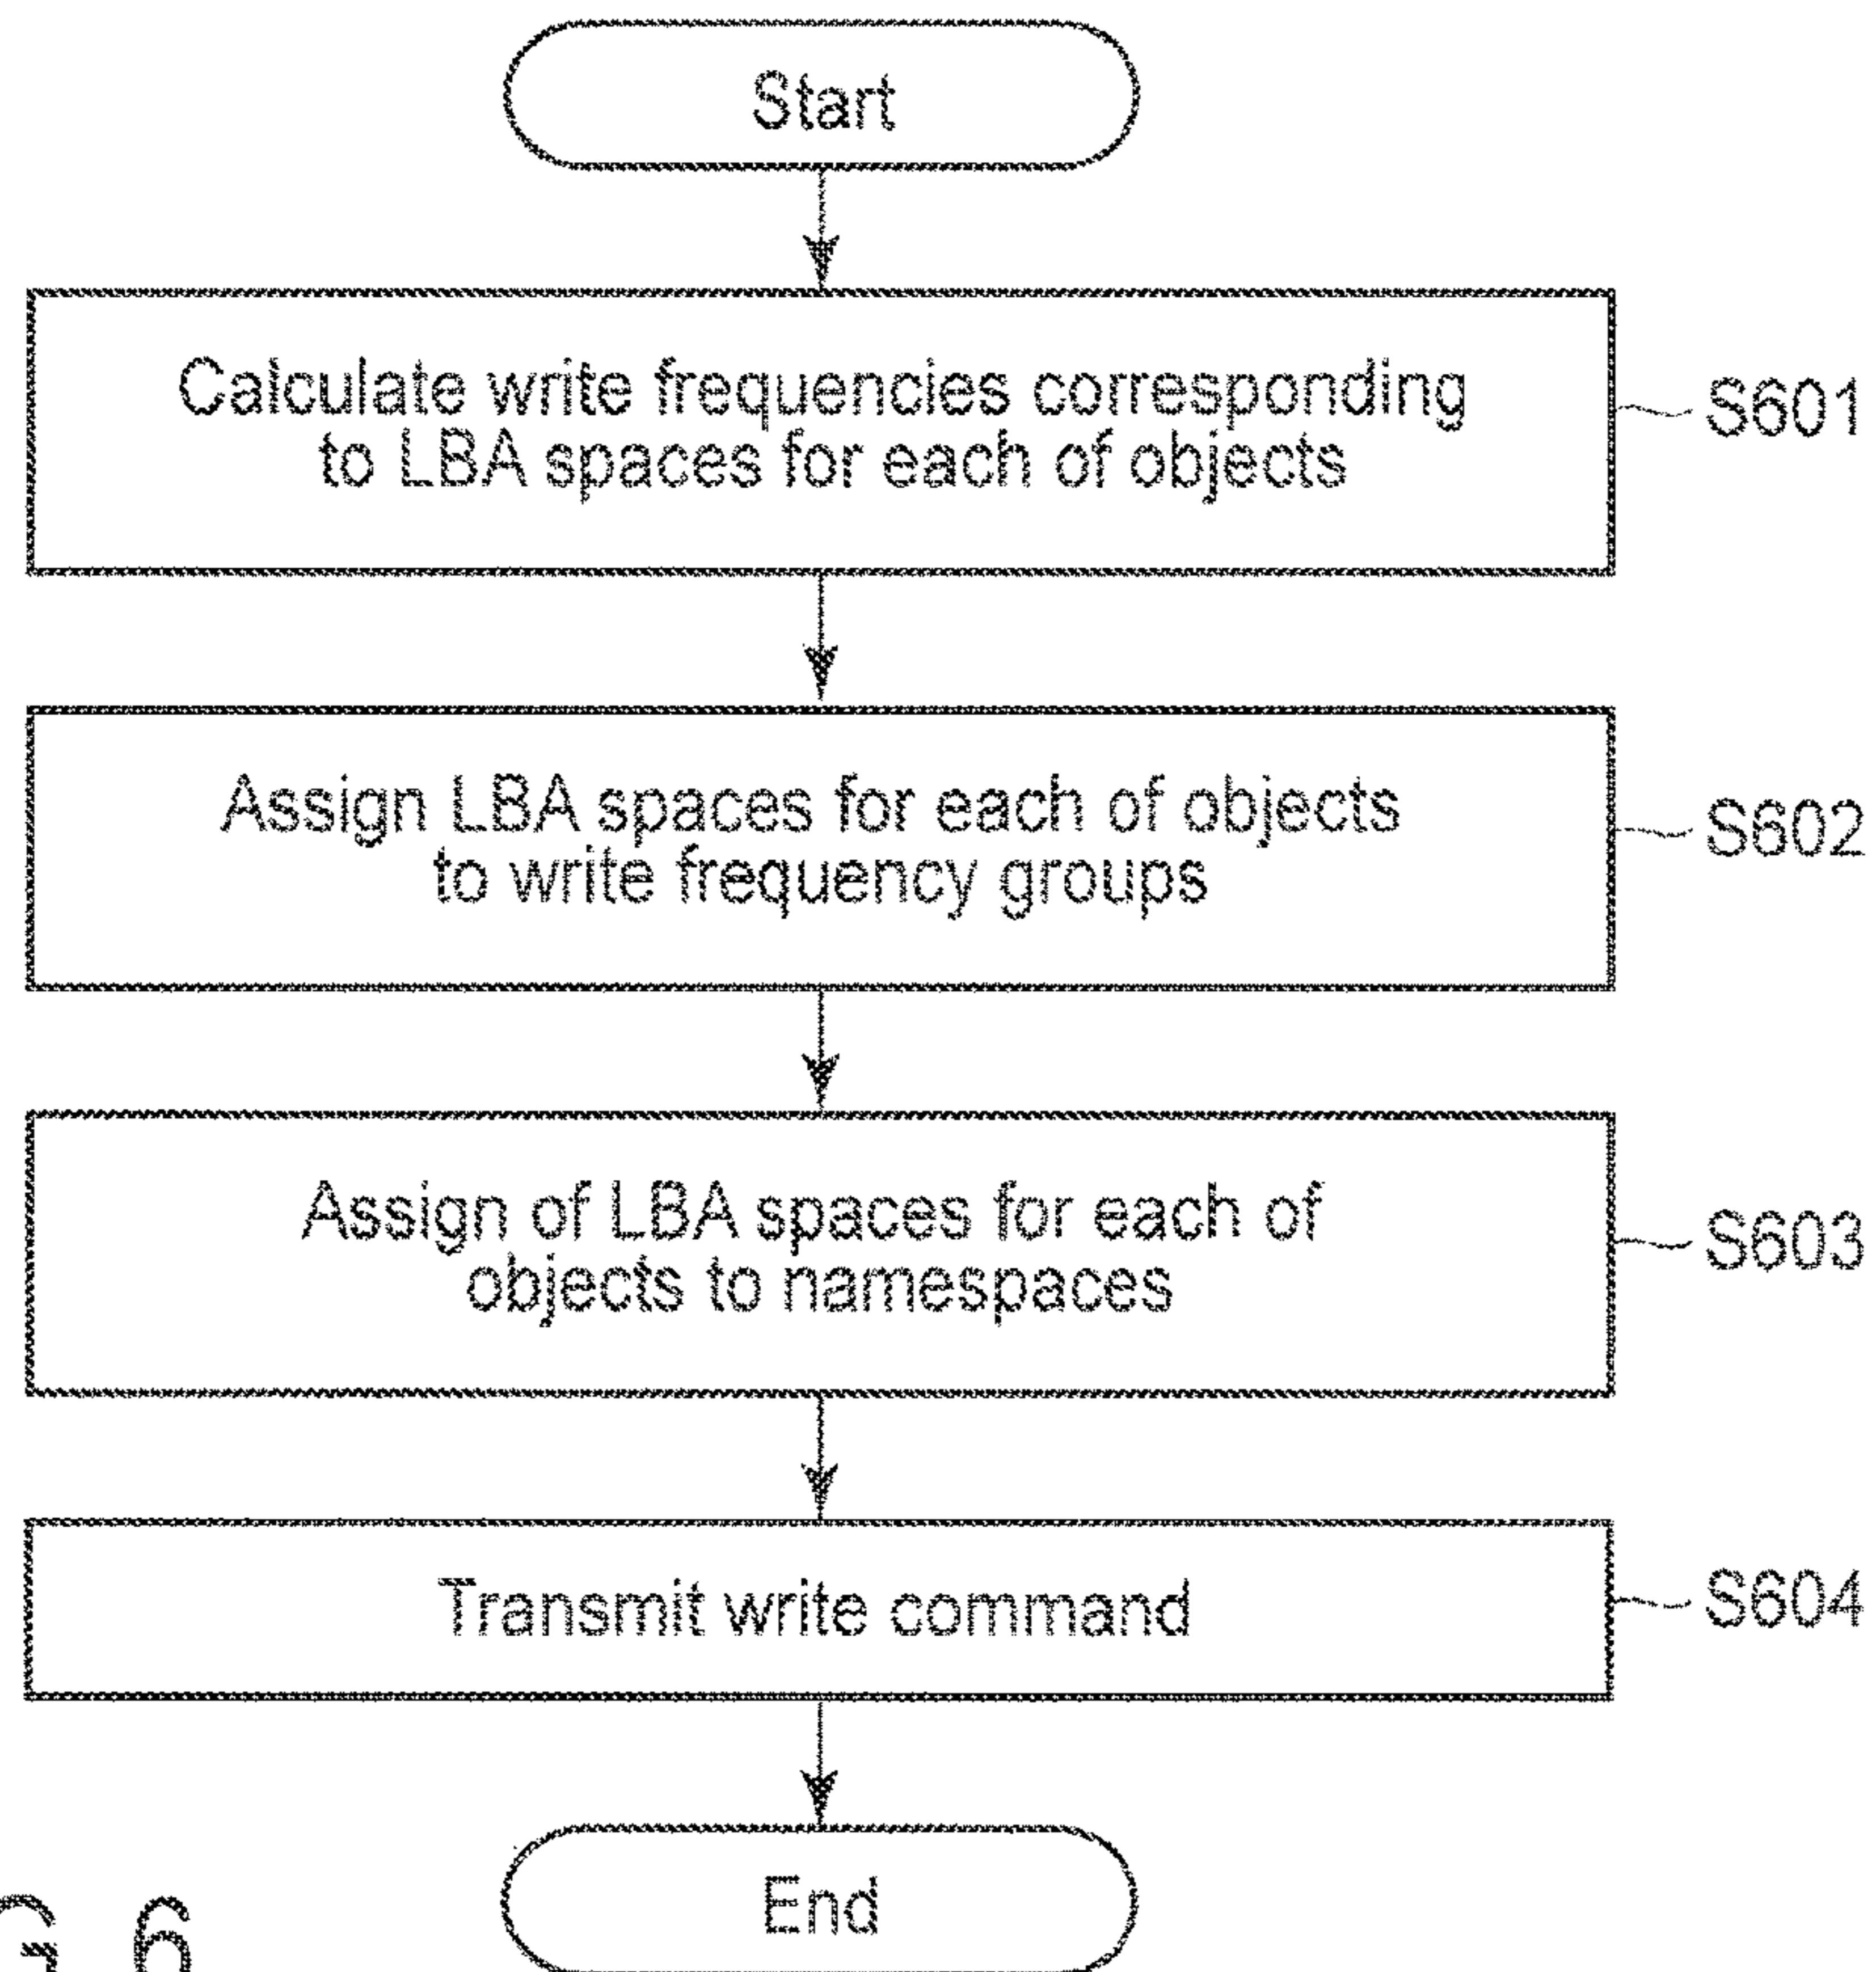 Start
Calculate write frequencies corresponding
to LBA spaces for each of objects
S601
Assign LBA spaces for each of objects
to write frequency groups
S602
Assign of LBA spaces for each of
objects to namespaces
S603
Transmit write command
S604
End
G 6